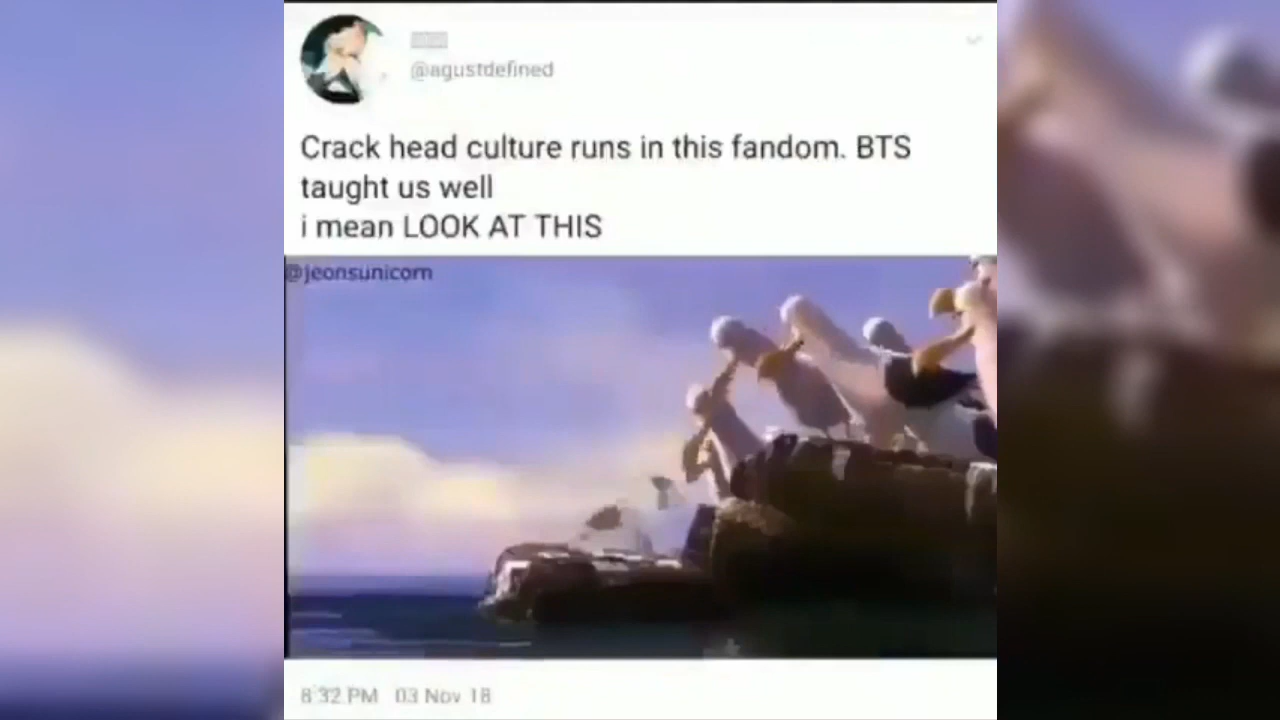 @agustdefined
Crack head culture runs in this fandom. BTS
taught us well
i mean LOOK AT THIS
@jeonsunicorn
8:32 PM 03 Nov 18